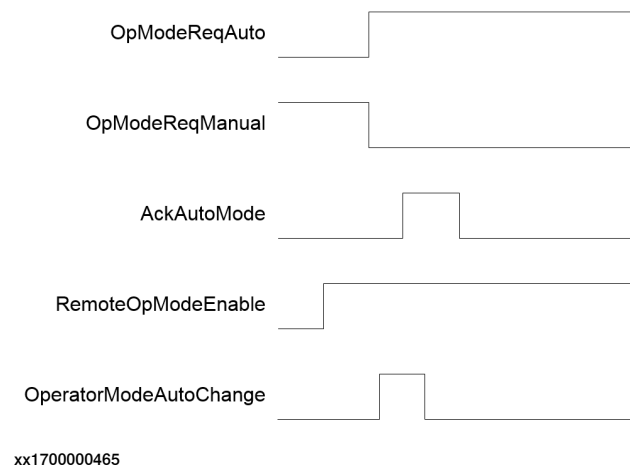 OpModeReqAuto
OpModeReqManual
AckAutoMode
RemoteOpModeEnable
OperatorModeAutoChange
xx1700000465